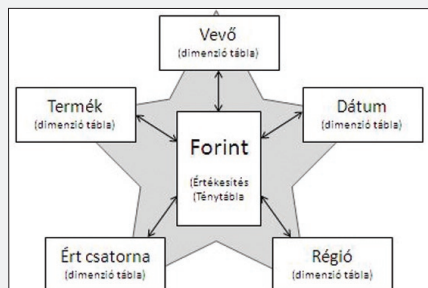 Vevő
(dimenzió tábla)
Termék
(dimenzió tábla)
Dátum
(dimenzió tábla)
Forint
(Értékesítés
(Ténytábla
Ért csatorna
(dimenzió tábla)
Régió
(dimenzió tábla)